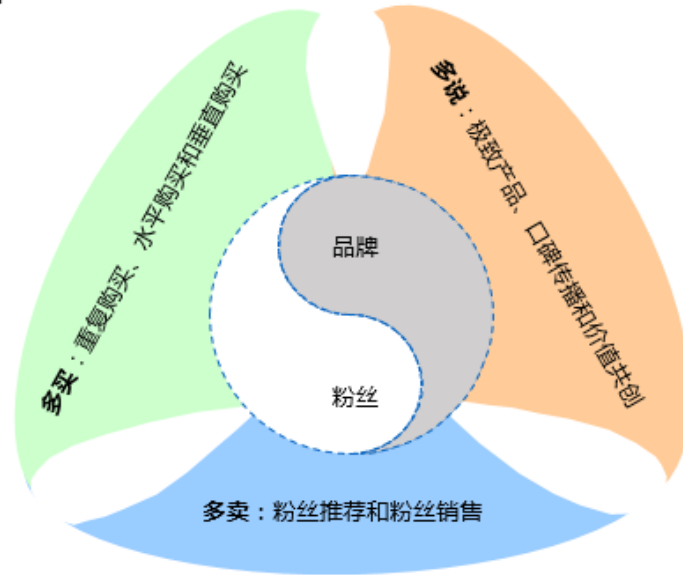 多买：重复购买、水平购买和垂直购买
多说：极致产品、口碑传播和价值共创
品牌
粉丝
多卖：粉丝推荐和粉丝销售